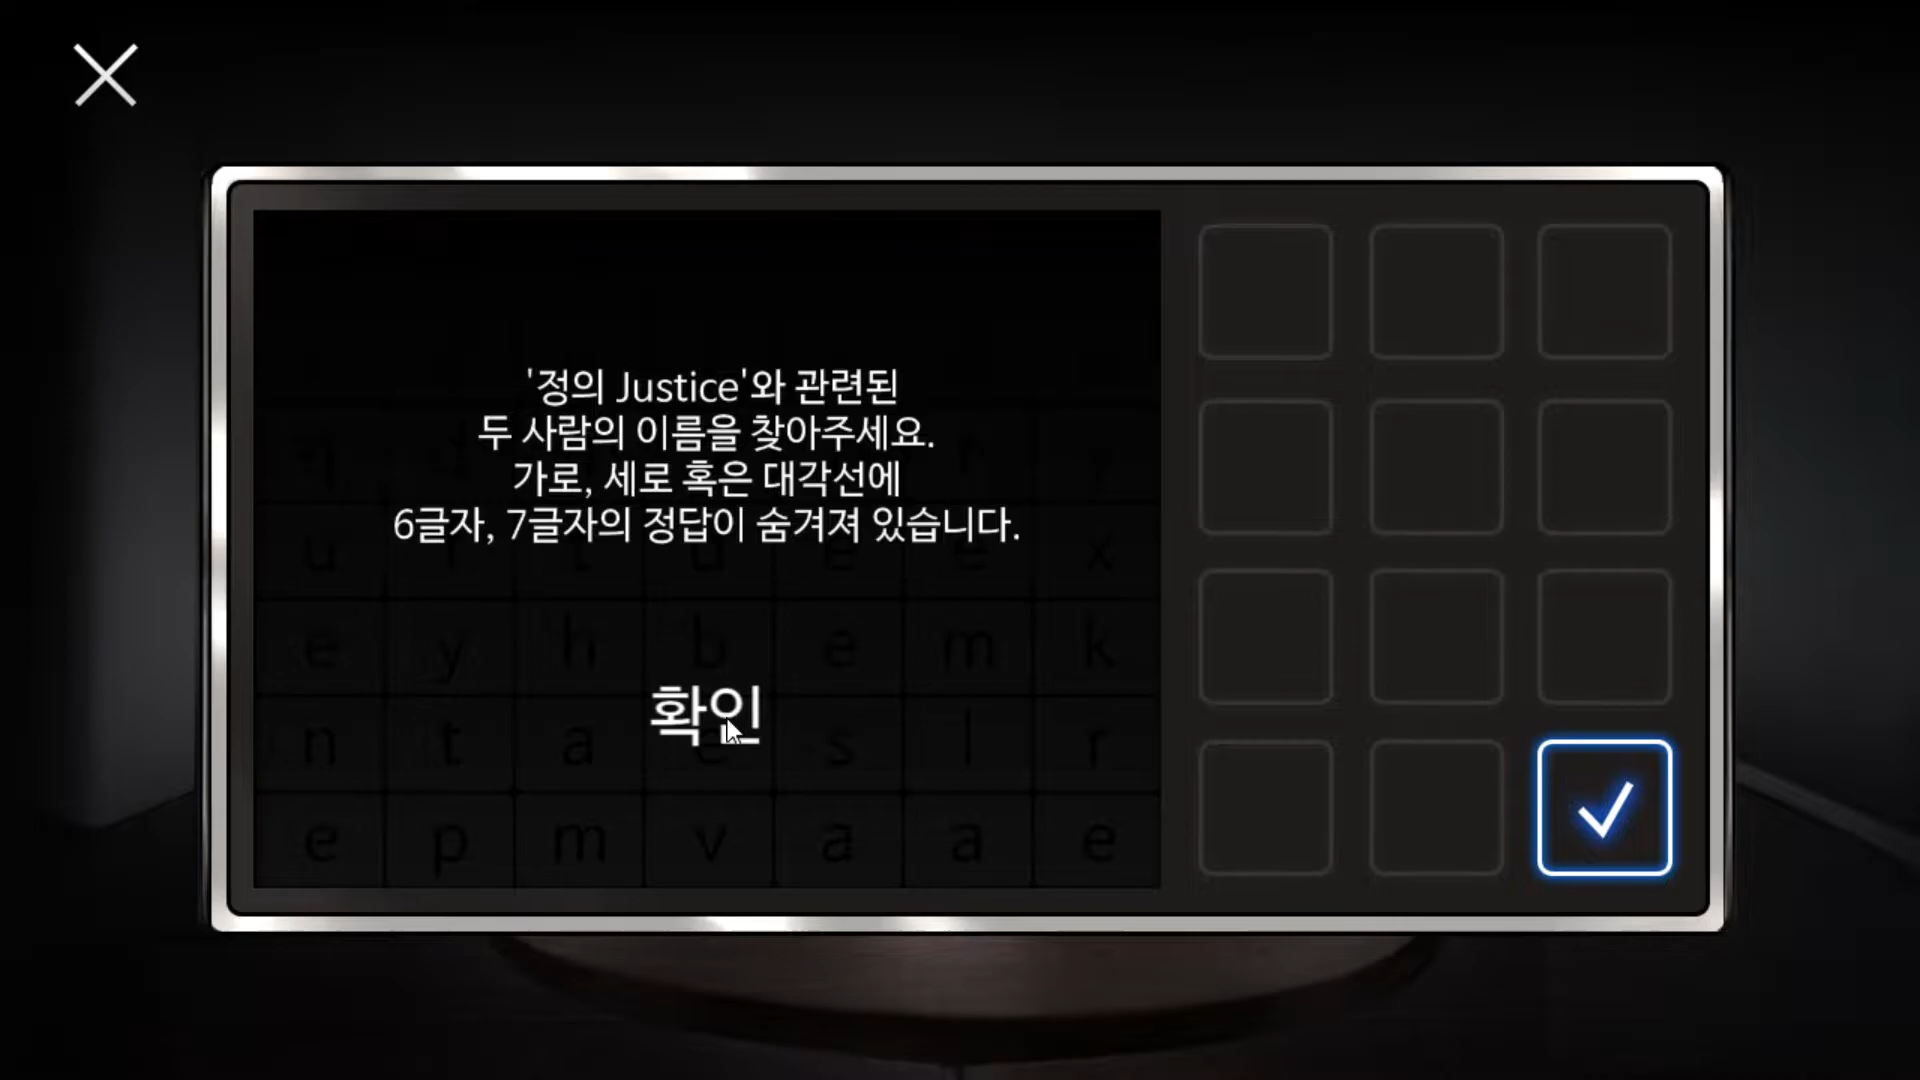 '정의 Justice'와 관련된
두 사람의 이름을 찾아주세요.
가로, 세로 혹은 대각선에
6글자, 7글자의 정답이 숨겨져 있습니다.
e y h b e m k
확인
n t a e s l r
e p m v a a e